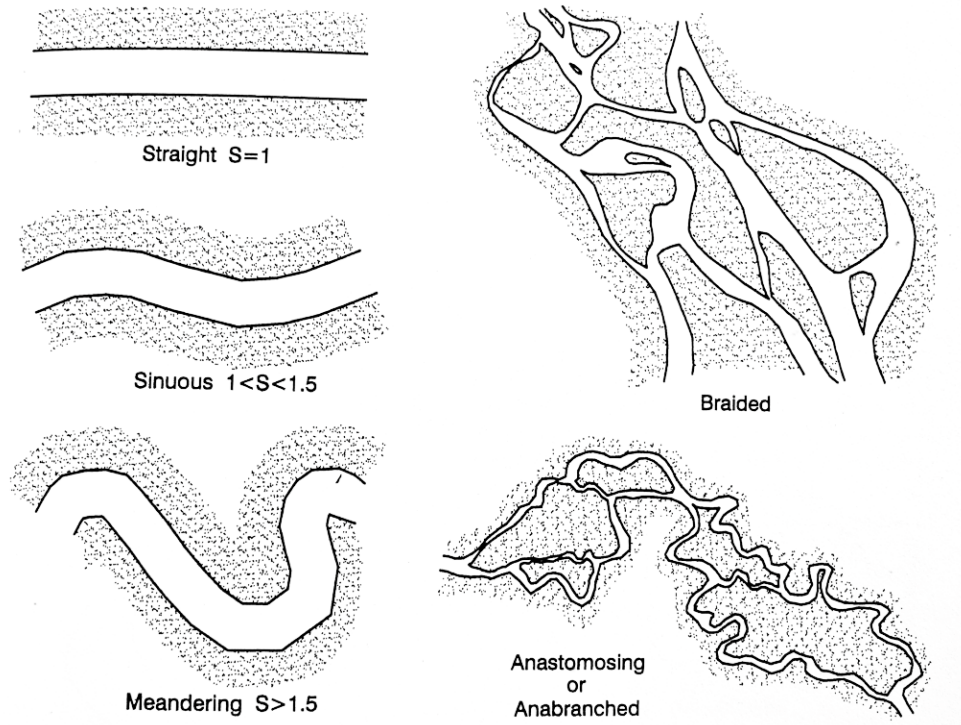 Straight S=1
Sinuous 1<S<1.5
Meandering S>1.5
Braided
Anastomosing
or
Anabranched